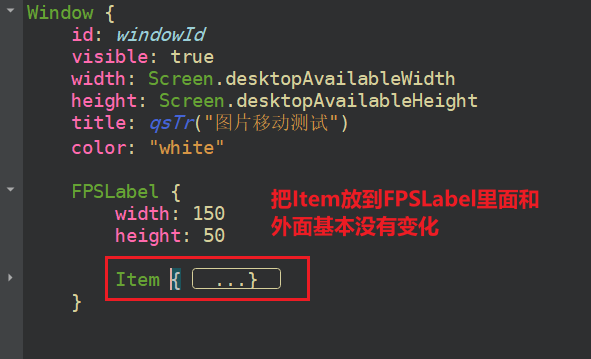 Window {
id: windowId
visible: true
width: Screen.desktopAvailableWidth
height: Screen.desktopAvailableHeight
title: qsTr("图片移动测试")
color: "white"
FPSLabel {
width: 150
height: 50
把Item放到FPSLabel里面和
外面基本没有变化
Item { ...}
}